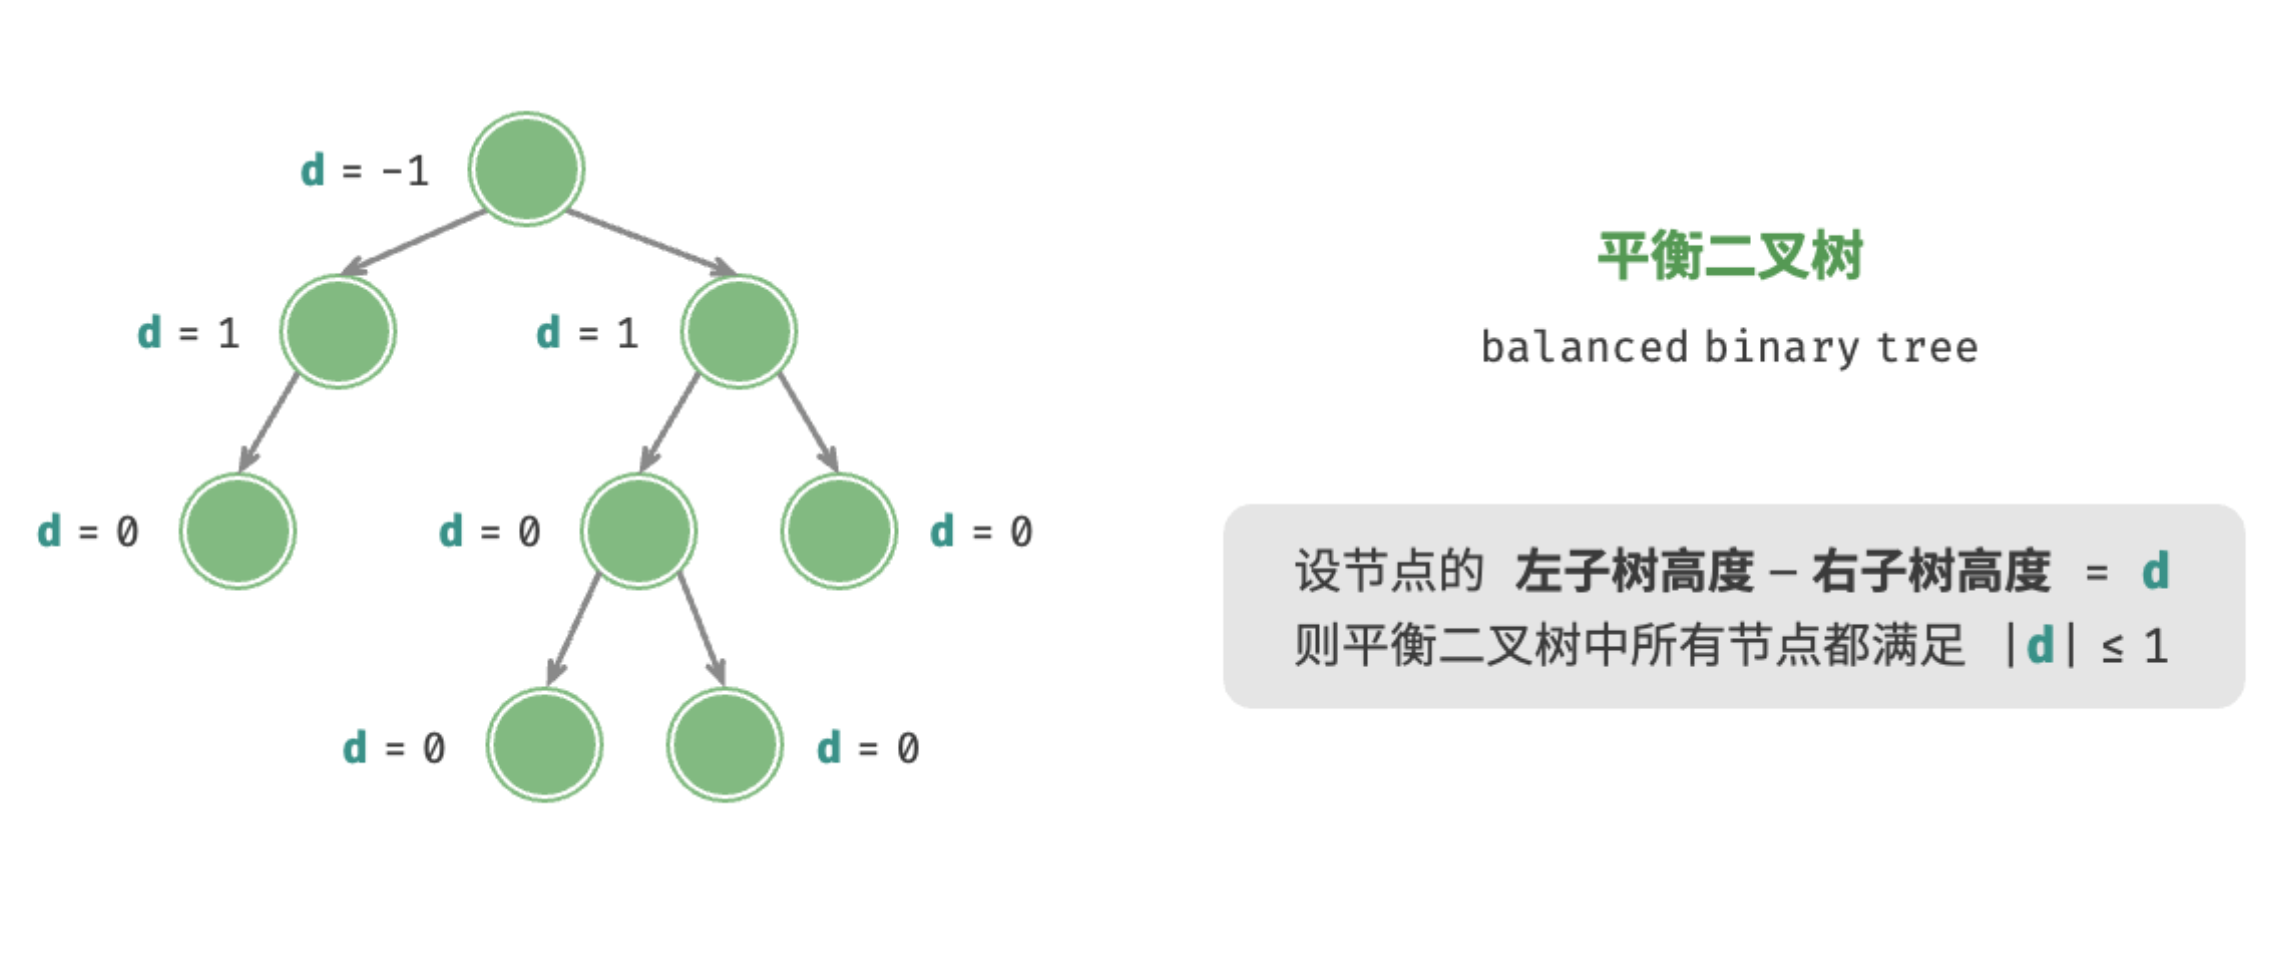 d = −1
d = 1
d = 1
d = 0
d = 0
d = 0
d = 0
d = 0
平衡二叉树
balanced binary tree
设节点的 左子树高度 − 右子树高度 = d
则平衡二叉树中所有节点都满足 |d| ≤ 1